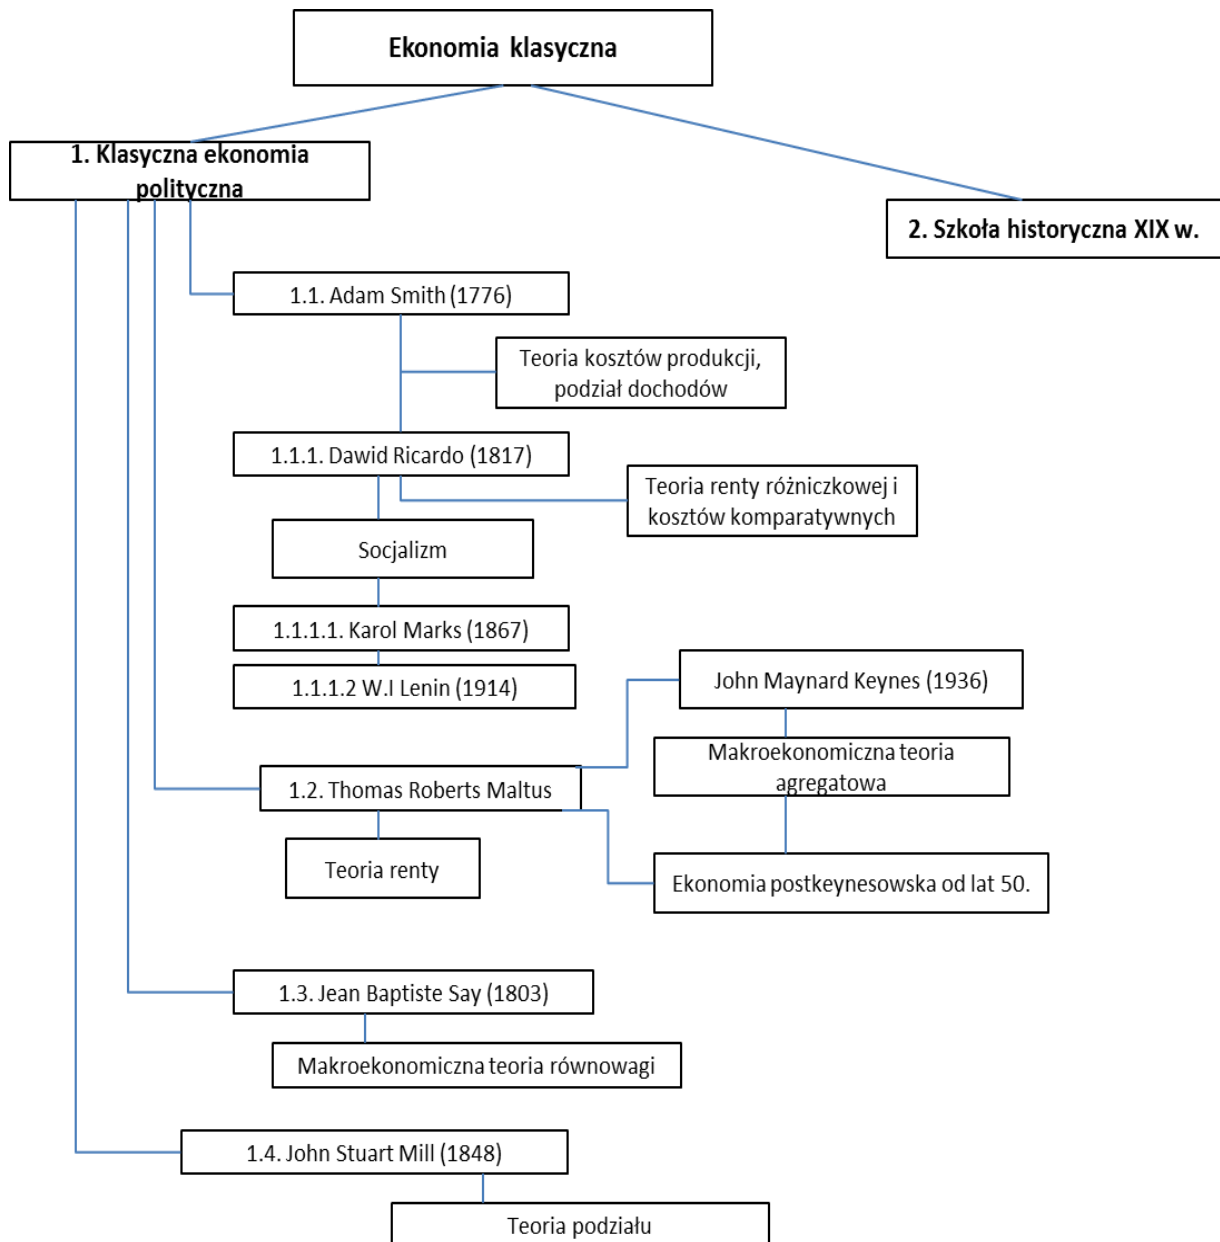 Ekonomia klasyczna
1. Klasyczna ekonomia
polityczna
2. Szkoła historyczna XIX w.
1.1. Adam Smith (1776)
Teoria kosztów produkcji,
podział dochodów
1.1.1. Dawid Ricardo (1817)
Teoria renty różniczkowej i
kosztów komparatywnych
Socjalizm
1.1.1.1. Karol Marks (1867)
1.1.1.2 W.I Lenin (1914)
John Maynard Keynes (1936)
Makroekonomiczna teoria
agregatowa
1.2. Thomas Roberts Maltus
Teoria renty
Ekonomia postkeynesowska od lat 50.
1.3. Jean Baptiste Say (1803)
Makroekonomiczna teoria równowagi
1.4. John Stuart Mill (1848)
Teoria podziału